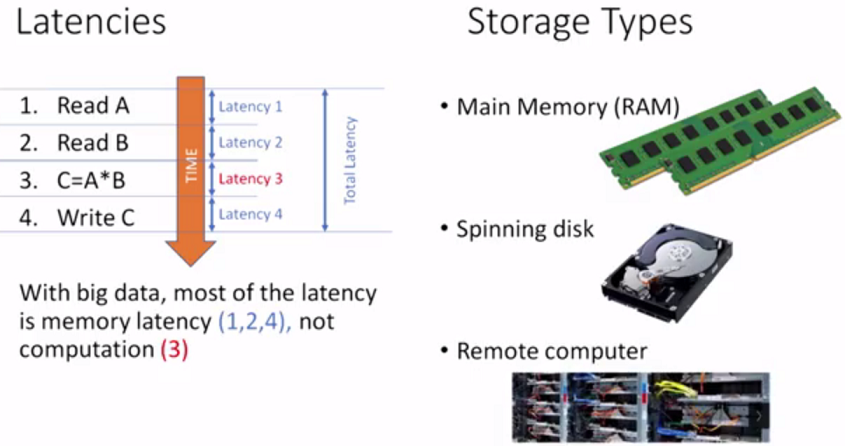 Latencies
1. Read A
2. Read B
3. C=A*B
4. Write C
TIME
Latency 1
Latency 2
Latency 3
Latency 4
Total Latency
With big data, most of the latency
is memory latency (1,2,4), not
computation (3)
Storage Types
• Main Memory (RAM)
• Spinning disk
• Remote computer